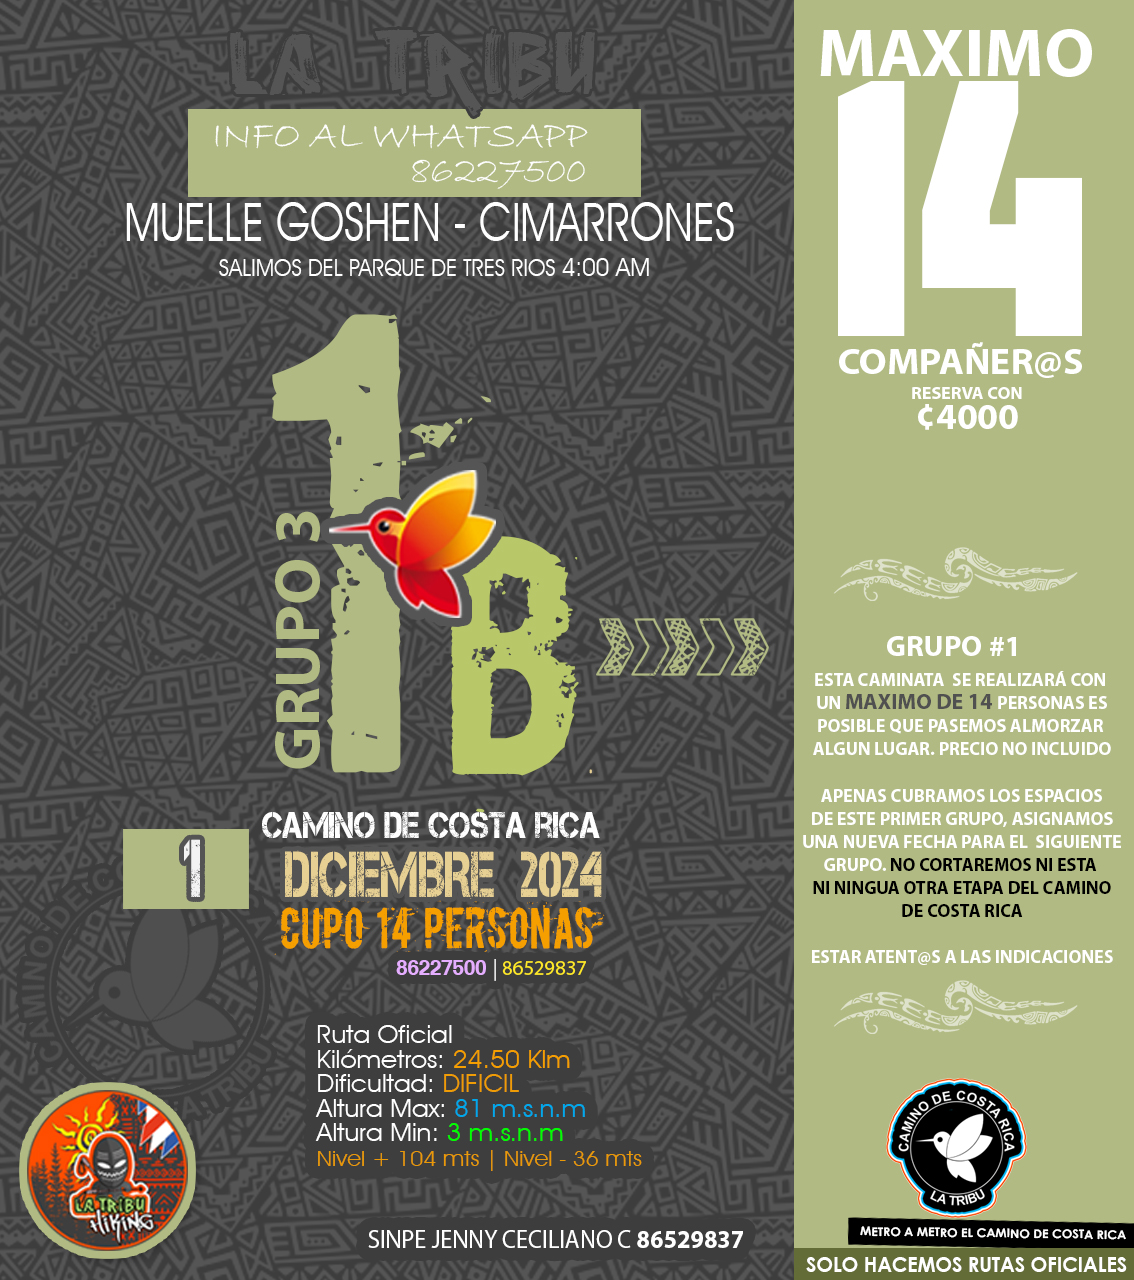 LA TRIBU
INFO AL WHATSAPP
86227500
MUELLE GOSHEN - CIMARRONES
SALIMOS DEL PARQUE DE TRES RIOS 4:00 AM
GRUPO 3
1B
1
CAMINO DE COSTA RICA
DICIEMBRE 2024
CUPO 14 PERSONAS
86227500 | 86529837
Ruta Oficial
Kilómetros: 24.50 Klm
Dificultad: DIFICIL
Altura Max: 81 m.s.n.m
Altura Min: 3 m.s.n.m
Nivel + 104 mts | Nivel - 36 mts
LA TRIBU
HIKING
SINPE JENNY CECILIANO C 86529837
MAXIMO
14
COMPAÑER@S
RESERVA CON
¢4000
GRUPO #1
ESTA CAMINATA SE REALIZARÁ CON
UN MAXIMO DE 14 PERSONAS ES
POSIBLE QUE PASEMOS ALMORZAR
ALGUN LUGAR. PRECIO NO INCLUIDO
APENAS CUBRAMOS LOS ESPACIOS
DE ESTE PRIMER GRUPO, ASIGNAMOS
UNA NUEVA FECHA PARA EL SIGUIENTE
GRUPO. NO CORTAREMOS NI ESTA
NI NINGUA OTRA ETAPA DEL CAMINO
DE COSTA RICA
ESTAR ATENT@S A LAS INDICACIONES
CAMINO DE COSTA RICA
LA TRIBU
METRO A METRO EL CAMINO DE COSTA RICA
SOLO HACEMOS RUTAS OFICIALES